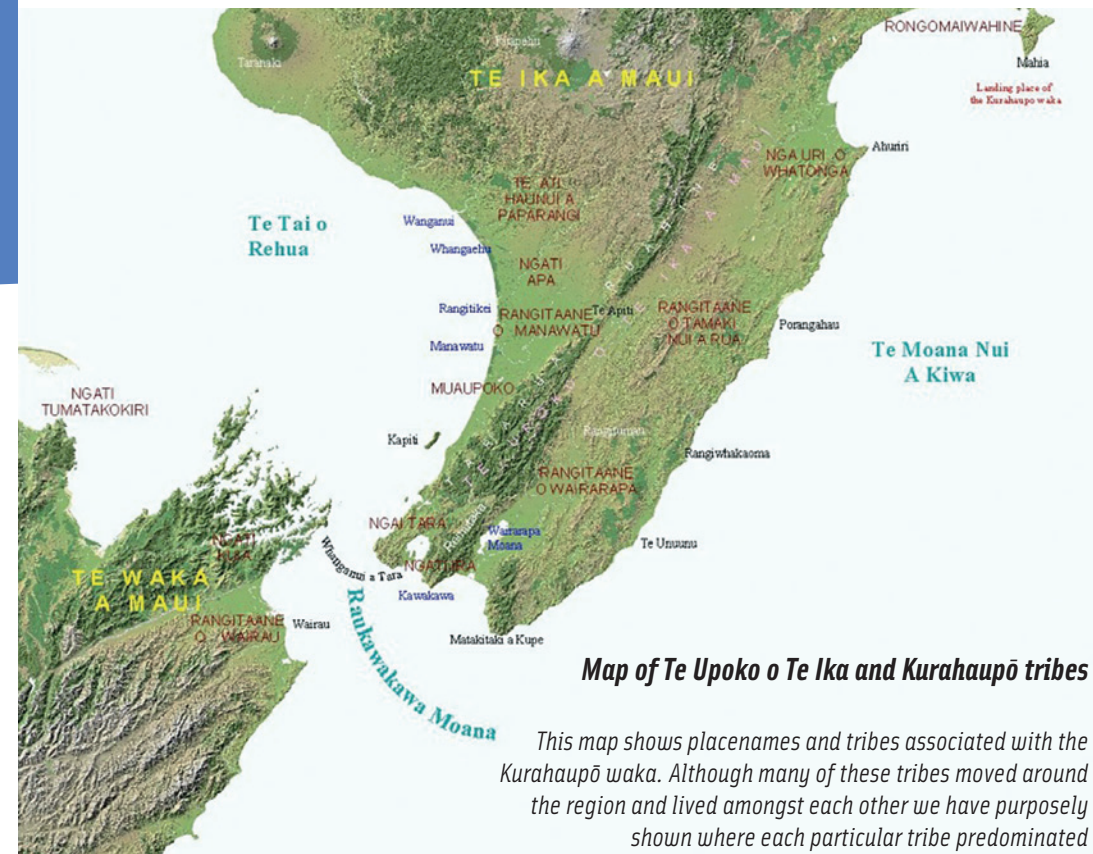 RONGOMAIWAHINE
Mahia
Landing place of
the Kurahaupo waka
Taranaki
TE IKA A MAUI
Ahuriri
NGA URI O
WHATONGA
TE ATI
HAUNUI A
PAPARANGI
Te Tai o
Rehua
Wanganui
Whangaehu
NGATI
APA
Rangitikei
RANGITAANE
O MANAWATU
Te Apiti
RANGITAANE
O TAMAKI
NUI A RUA
Porangahau
Manawatu
Te Moana Nui
A Kiwa
MUAUPOKO
NGATI
TUMATAKOKIRI
Kapiti
Rangiwhakaoma
RANGITAANE
O WAIRARAPA
NGAI TARA
Wairarapa
Moana
Te Unuunu
NGATI
KUIA
Whanganui a Tara
NGATI IRA
Kawakawa
TE WAKA
A MAUI
RANGITAANE
O WAIRAU
Wairau
Matakitaki a Kupe
Raukawakawa Moana
Map of Te Upoko o Te Ika and Kurahaupō tribes
This map shows placenames and tribes associated with the
Kurahaupō waka. Although many of these tribes moved around
the region and lived amongst each other we have purposely
shown where each particular tribe predominated